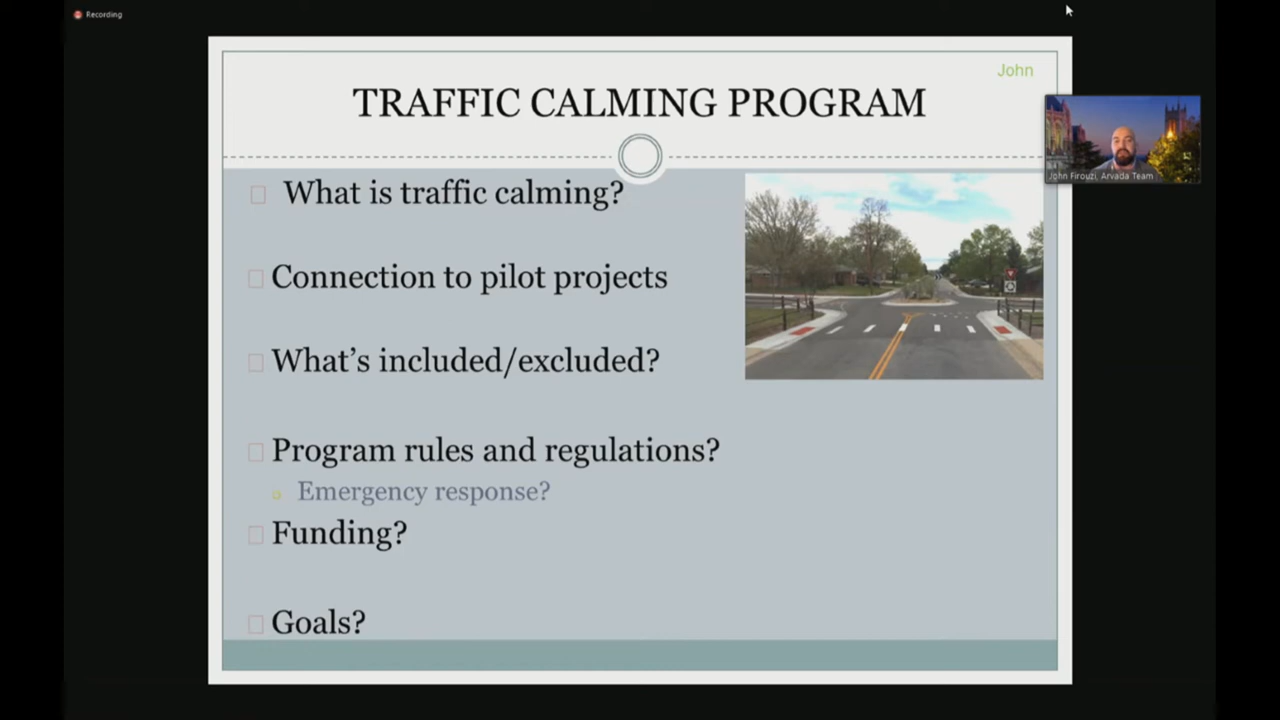 Recording
John
TRAFFIC CALMING PROGRAM
John Firouzi, Arvada Team
What is traffic calming?
Connection to pilot projects
What's included/excluded?
Program rules and regulations?
Emergency response?
Funding?
Goals?